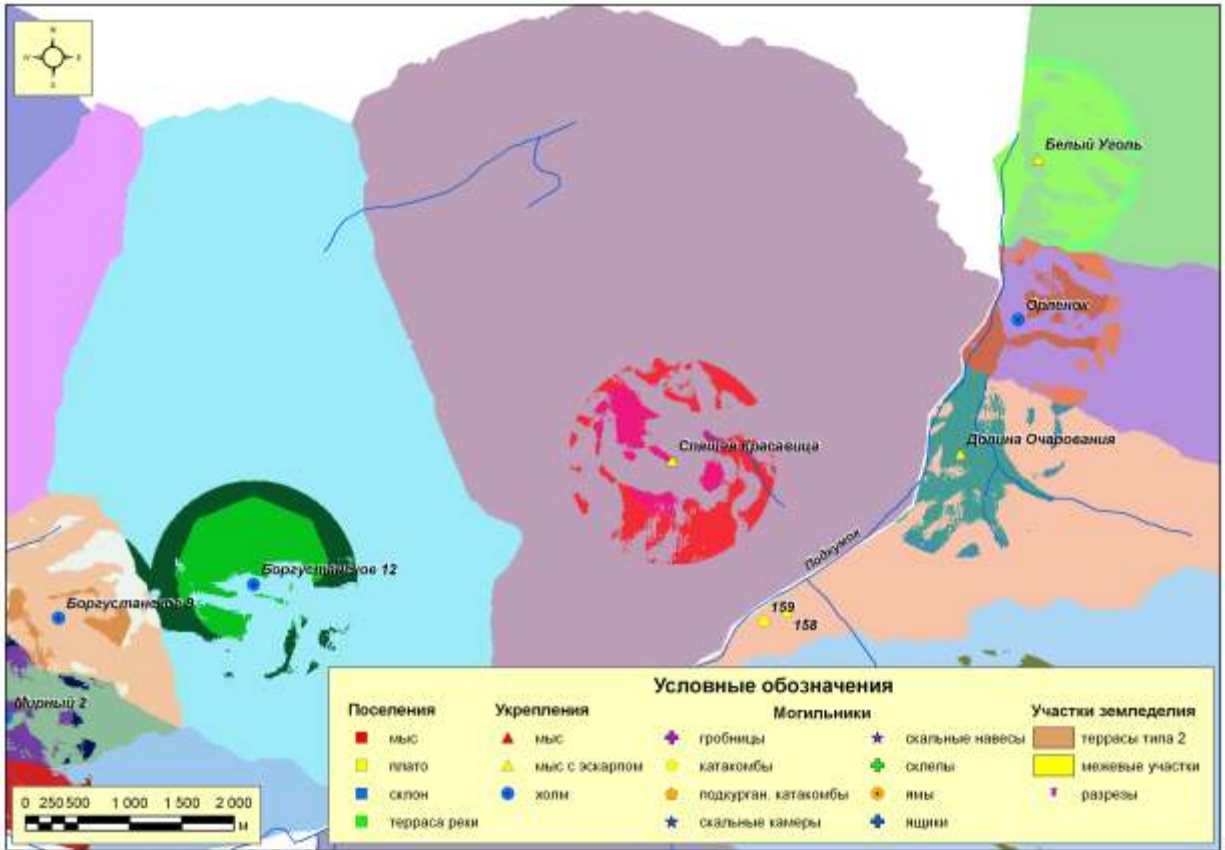 N
W E
S
Белый Уголь
Орленок
Долина Очарования
Спящая Красавица
Подкумок
Боргустанское 12
Боргустанское 9
159
158
Мирный 2
Условные обозначения
Поселения
мыс
плато
склон
терраса реки
Укрепления
мыс
мыс с эскарпом
холм
Могильники
гробницы
катакомбы
подкурган. катакомбы
скальные камеры
скальные навесы
склепы
ямы
ящики
Участки земледелия
террасы типа 2
межевые участки
разрезы
0 250 500 1 000 1 500 2 000
м